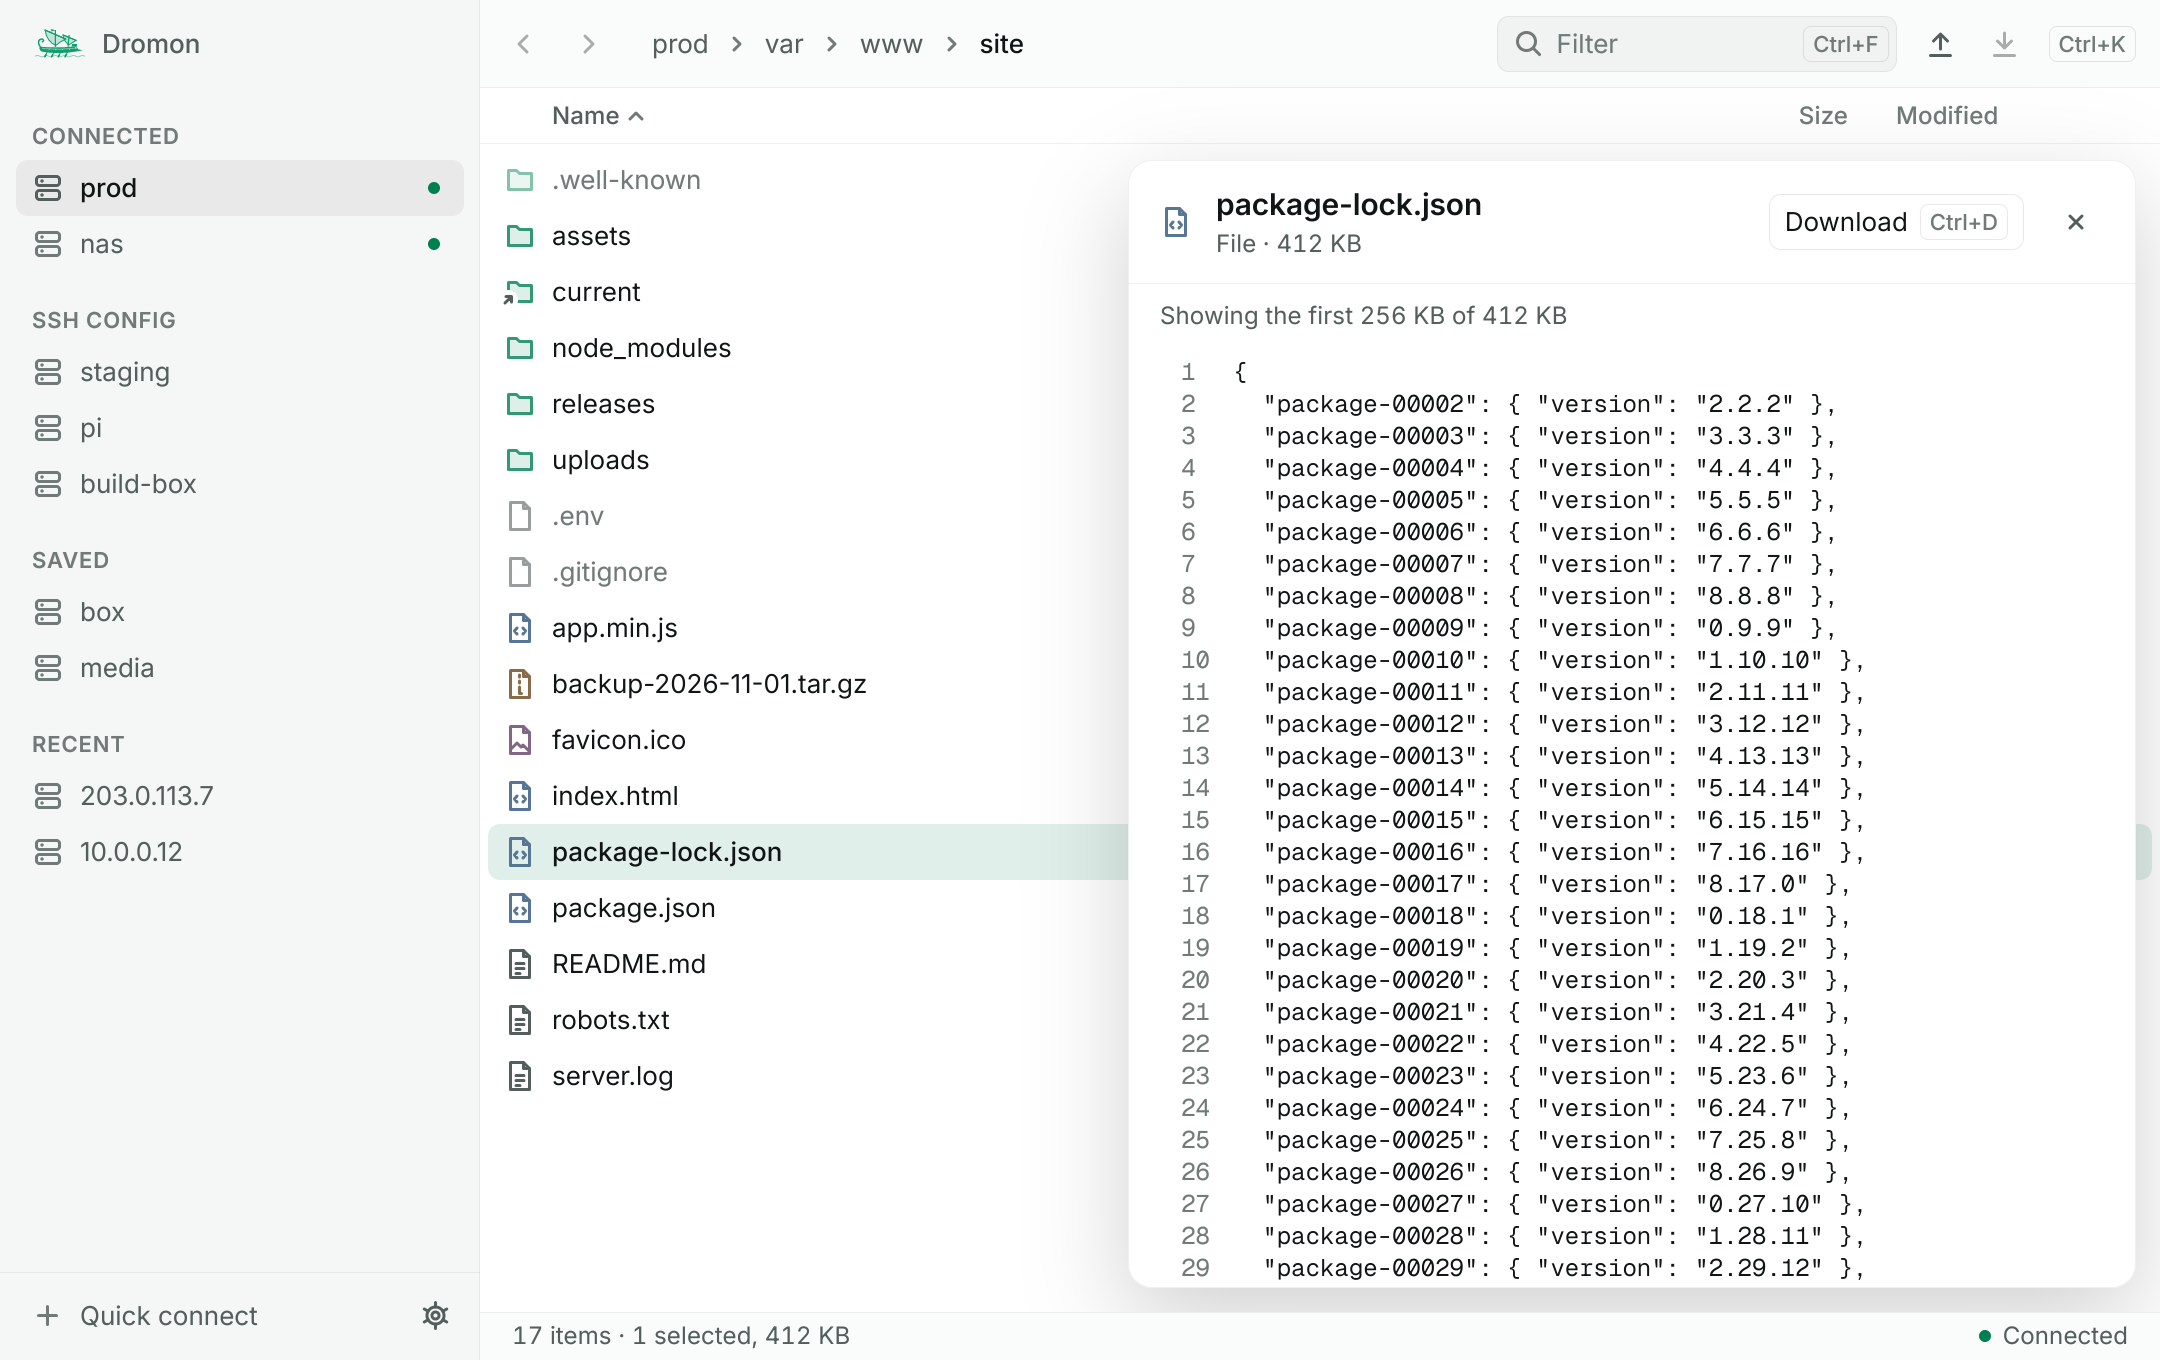 Dromon
CONNECTED
prod
nas
SSH CONFIG
staging
pi
build-box
SAVED
box
media
RECENT
203.0.113.7
10.0.0.12
Quick connect
prod > var > www > site
Filter Ctrl+F
Ctrl+K
Name Size Modified
.well-known
assets
current
node_modules
releases
uploads
.env
.gitignore
app.min.js
backup-2026-11-01.tar.gz
favicon.ico
index.html
package-lock.json
package.json
README.md
robots.txt
server.log
package-lock.json
File · 412 KB
Download Ctrl+D
Showing the first 256 KB of 412 KB
1 {
2 "package-00002": { "version": "2.2.2" },
3 "package-00003": { "version": "3.3.3" },
4 "package-00004": { "version": "4.4.4" },
5 "package-00005": { "version": "5.5.5" },
6 "package-00006": { "version": "6.6.6" },
7 "package-00007": { "version": "7.7.7" },
8 "package-00008": { "version": "8.8.8" },
9 "package-00009": { "version": "0.9.9" },
10 "package-00010": { "version": "1.10.10" },
11 "package-00011": { "version": "2.11.11" },
12 "package-00012": { "version": "3.12.12" },
13 "package-00013": { "version": "4.13.13" },
14 "package-00014": { "version": "5.14.14" },
15 "package-00015": { "version": "6.15.15" },
16 "package-00016": { "version": "7.16.16" },
17 "package-00017": { "version": "8.17.0" },
18 "package-00018": { "version": "0.18.1" },
19 "package-00019": { "version": "1.19.2" },
20 "package-00020": { "version": "2.20.3" },
21 "package-00021": { "version": "3.21.4" },
22 "package-00022": { "version": "4.22.5" },
23 "package-00023": { "version": "5.23.6" },
24 "package-00024": { "version": "6.24.7" },
25 "package-00025": { "version": "7.25.8" },
26 "package-00026": { "version": "8.26.9" },
27 "package-00027": { "version": "0.27.10" },
28 "package-00028": { "version": "1.28.11" },
29 "package-00029": { "version": "2.29.12" },
17 items · 1 selected, 412 KB
Connected